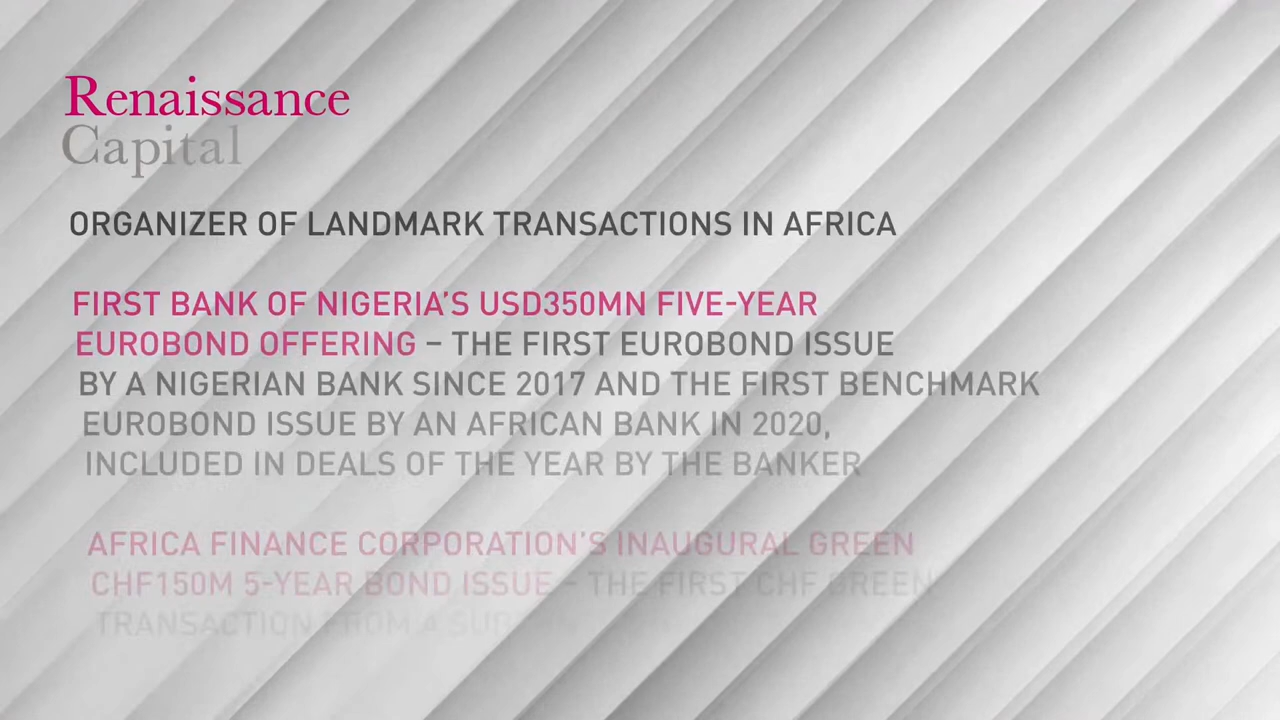 Renaissance
Capital
ORGANIZER OF LANDMARK TRANSACTIONS IN AFRICA
FIRST BANK OF NIGERIA'S USD350MN FIVE-YEAR
EUROBOND OFFERING – THE FIRST EUROBOND ISSUE
BY A NIGERIAN BANK SINCE 2017 AND THE FIRST BENCHMARK
EUROBOND ISSUE BY AN AFRICAN BANK IN 2020,
INCLUDED IN DEALS OF THE YEAR BY THE BANKER
AFRICA FINANCE CORPORATION'S INAUGURAL GREEN
CHF150M 5-YEAR BOND ISSUE – THE FIRST CHF GREEN
TRANSACTION FROM A